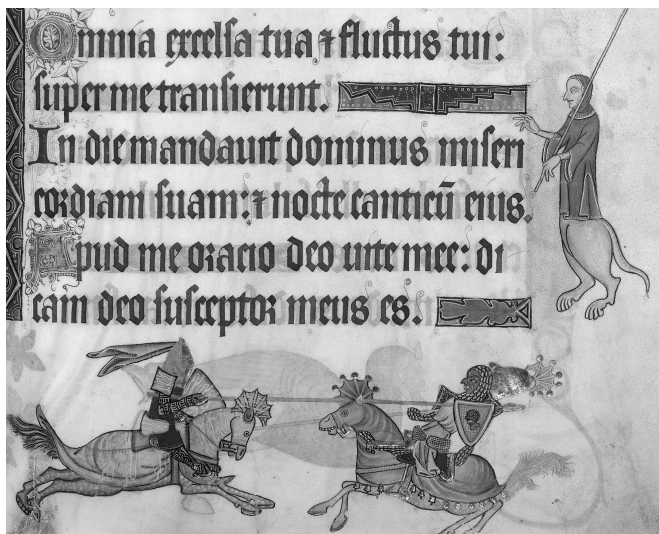 Omnia excelsa tua ⁊ fluctus tui:
super me transierunt.
In die mandauit dominus miseri
cordiam suam: ⁊ nocte canticū eius.
Apud me oracio deo uite mee: di
cam deo susceptor meus es.